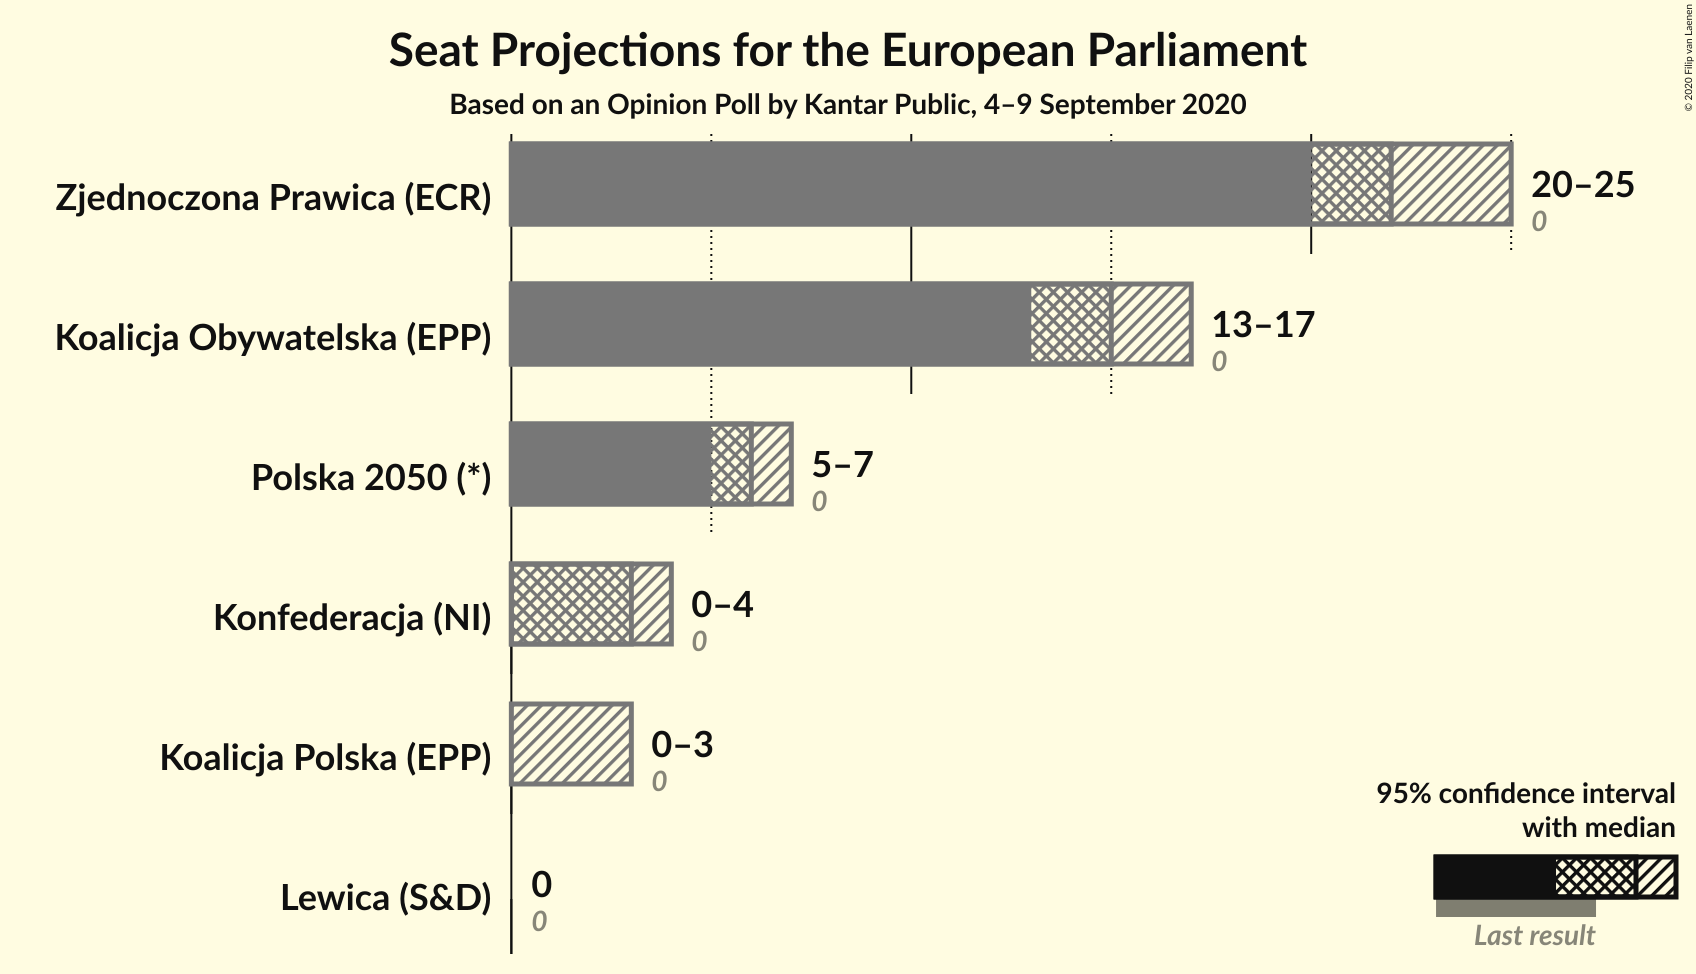 Seat Projections for the European Parliament
Based on an Opinion Poll by Kantar Public, 4–9 September 2020
© 2020 Filip van Laenen
Zjednoczona Prawica (ECR)
20–25
0
Koalicja Obywatelska (EPP)
13–17
0
Polska 2050 (*)
5–7
0
Konfederacja (NI)
0–4
0
Koalicja Polska (EPP)
0–3
0
Lewica (S&D)
0
0
95% confidence interval
with median
Last result